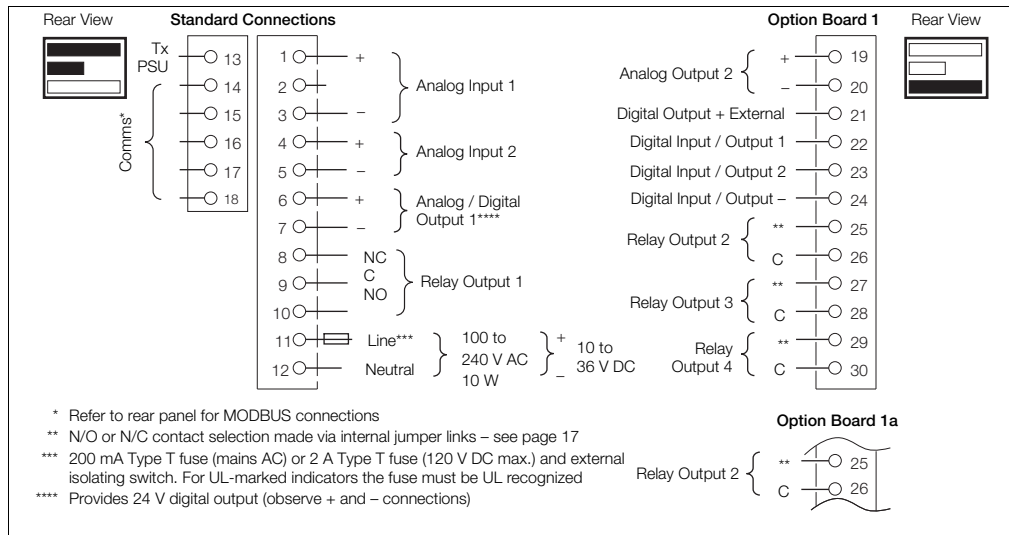 Rear View
Standard Connections
Tx PSU
13
14
15
16
17
18
Comms*
1 +
2
3 –
Analog Input 1
4 +
5 –
Analog Input 2
6 +
7 –
Analog / Digital
Output 1****
8 NC
9 C
10 NO
Relay Output 1
11 Line***
12 Neutral
100 to
240 V AC
10 W
+
–
10 to
36 V DC
Option Board 1
Rear View
Analog Output 2
+ 19
– 20
Digital Output + External 21
Digital Input / Output 1 22
Digital Input / Output 2 23
Digital Input / Output – 24
Relay Output 2
** 25
C 26
Relay Output 3
** 27
C 28
Relay
Output 4
** 29
C 30
* Refer to rear panel for MODBUS connections
** N/O or N/C contact selection made via internal jumper links – see page 17
*** 200 mA Type T fuse (mains AC) or 2 A Type T fuse (120 V DC max.) and external
isolating switch. For UL-marked indicators the fuse must be UL recognized
**** Provides 24 V digital output (observe + and – connections)
Option Board 1a
Relay Output 2
** 25
C 26